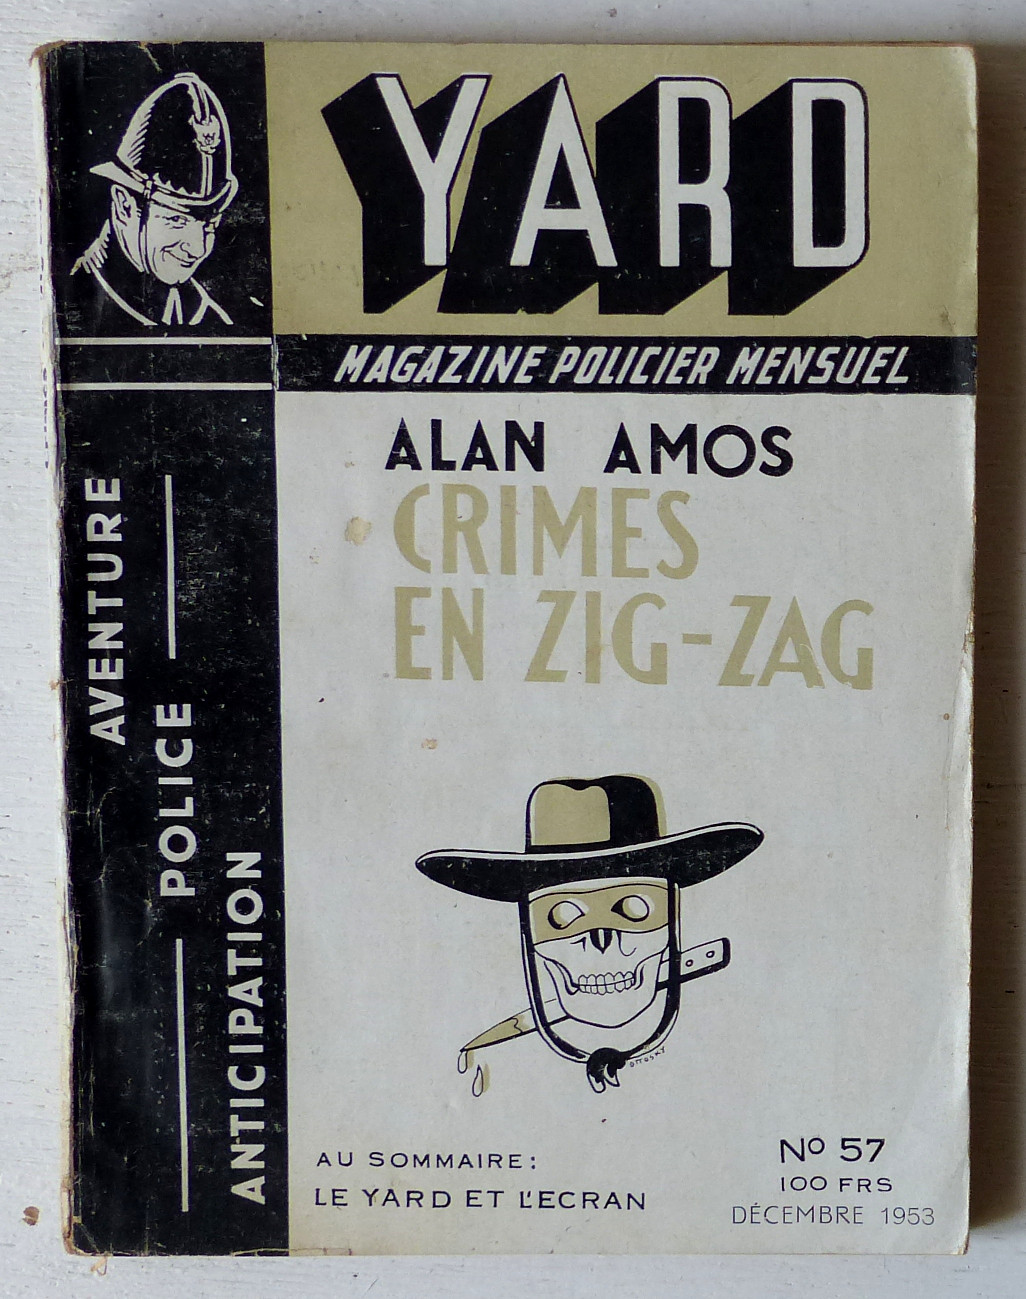 YARD
MAGAZINE POLICIER MENSUEL
ALAN AMOS
CRIMES
EN ZIG-ZAG
AVENTURE
POLICE
ANTICIPATION
OTTOSKY
AU SOMMAIRE:
LE YARD ET L'ECRAN
No 57
100 FRS
DÉCEMBRE 1953